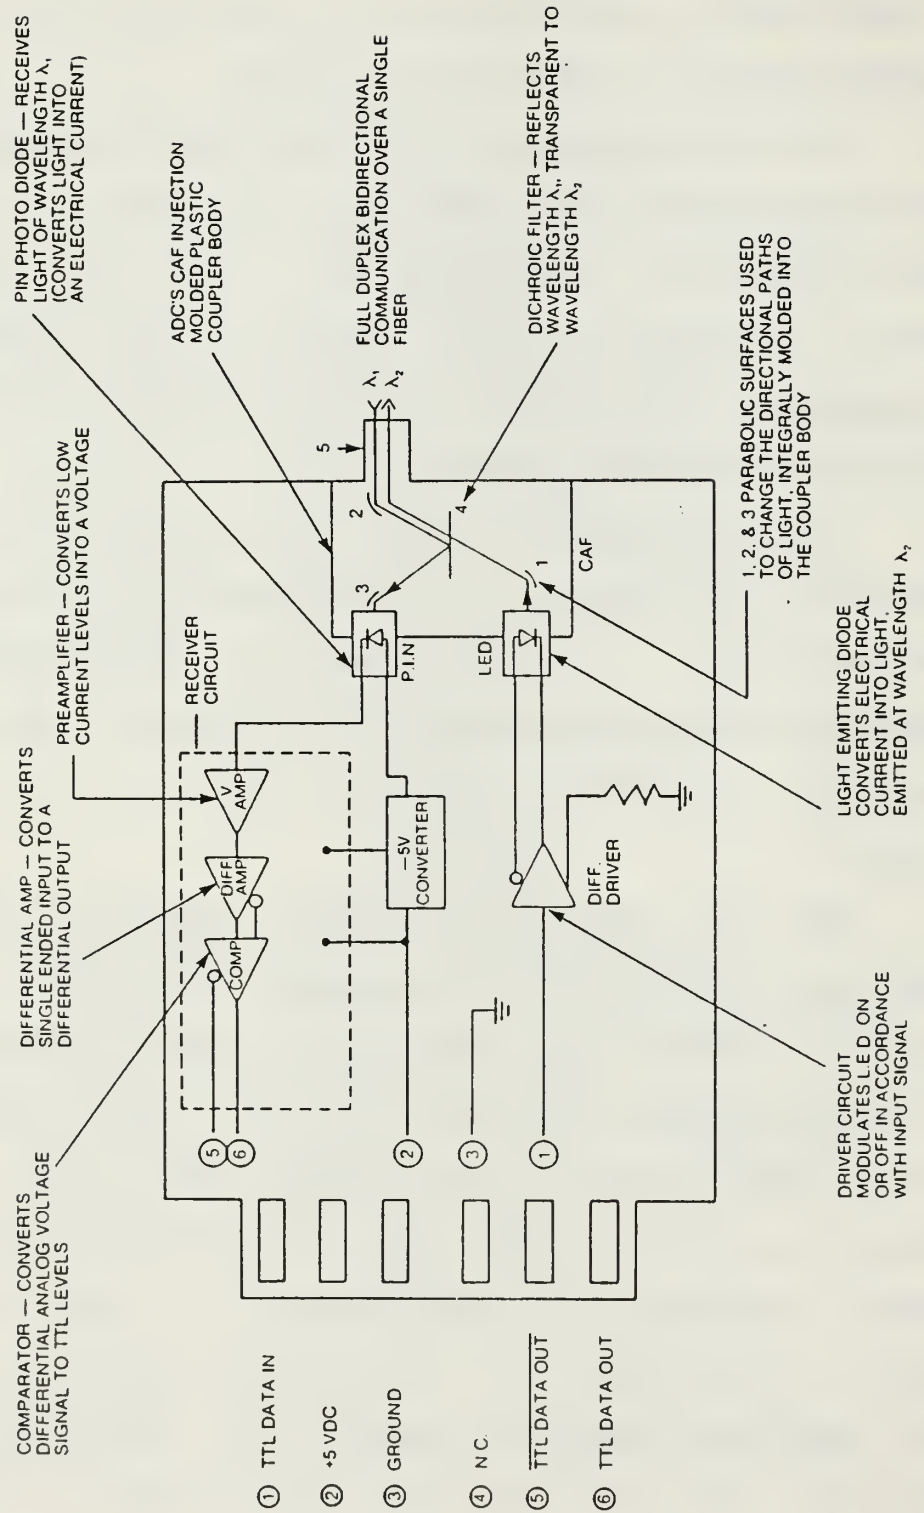 COMPARATOR — CONVERTS
DIFFERENTIAL ANALOG VOLTAGE
SIGNAL TO TTL LEVELS
DIFFERENTIAL AMP — CONVERTS
SINGLE ENDED INPUT TO A
DIFFERENTIAL OUTPUT
PREAMPLIFIER — CONVERTS LOW
CURRENT LEVELS INTO A VOLTAGE
PIN PHOTO DIODE — RECEIVES
LIGHT OF WAVELENGTH λ,
(CONVERTS LIGHT INTO
AN ELECTRICAL CURRENT)
RECEIVER
CIRCUIT
ADC'S CAF INJECTION
MOLDED PLASTIC
COUPLER BODY
FULL DUPLEX BIDIRECTIONAL
COMMUNICATION OVER A SINGLE
FIBER
DICHROIC FILTER — REFLECTS
WAVELENGTH λ₁, TRANSPARENT TO
WAVELENGTH λ₂
1, 2, & 3 PARABOLIC SURFACES USED
TO CHANGE THE DIRECTIONAL PATHS
OF LIGHT, INTEGRALLY MOLDED INTO
THE COUPLER BODY
LIGHT EMITTING DIODE
CONVERTS ELECTRICAL
CURRENT INTO LIGHT,
EMITTED AT WAVELENGTH λ₂
DRIVER CIRCUIT
MODULATES L.E D ON
OR OFF IN ACCORDANCE
WITH INPUT SIGNAL
① TTL DATA IN
② +5 VDC
③ GROUND
④ N C.
⑤ TTL DATA OUT
⑥ TTL DATA OUT
⑤
⑥
②
③
①
COMP
DIFF
AMP
V
AMP
—5V
CONVERTER
DIFF.
DRIVER
P.I.N
LED
CAF
3
2
5
4
1
λ₁
λ₂